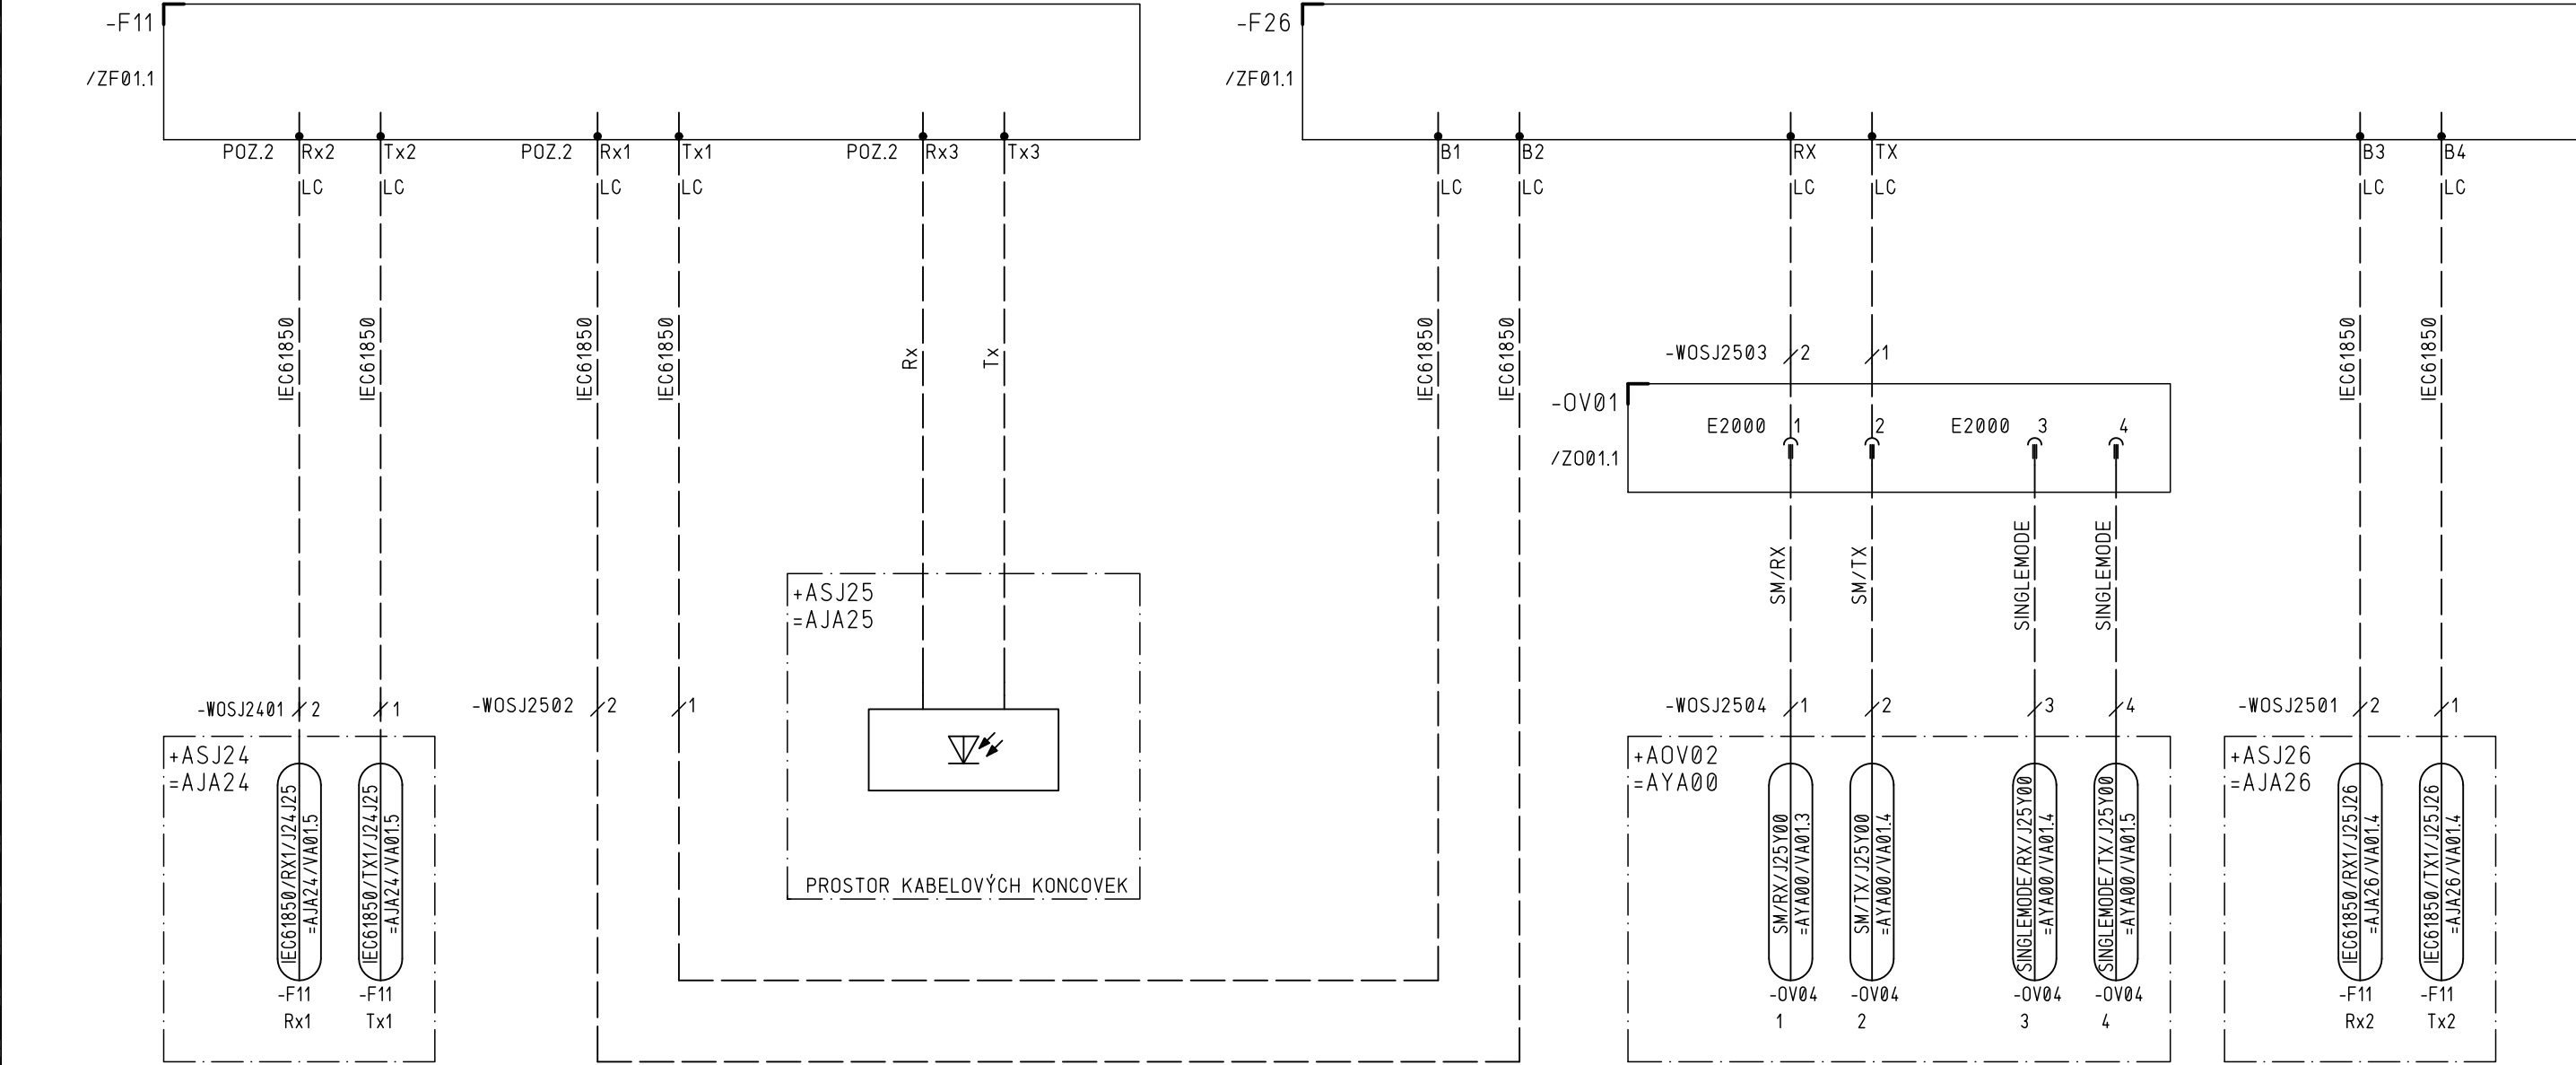 -F11
-F26
/ZF01.1
/ZF01.1
POZ.2 Rx2 Tx2 POZ.2 Rx1 Tx1 POZ.2 Rx3 Tx3 B1 B2 RX TX B3 B4
LC LC LC LC LC LC LC LC LC LC
IEC61850
IEC61850
IEC61850
IEC61850
Rx
Tx
IEC61850
IEC61850
IEC61850
IEC61850
-WOSJ2503 2 1
-OV01
E2000 1 2 E2000 3 4
/ZO01.1
SM/RX
SM/TX
SINGLEMODE
SINGLEMODE
+ASJ25
=AJA25
PROSTOR KABELOVÝCH KONCOVEK
-WOSJ2401 2 1
-WOSJ2502 2 1
-WOSJ2504 1 2 3 4
-WOSJ2501 2 1
+ASJ24
=AJA24
IEC61850/RX1/J24J25
=AJA24/VA01.5
IEC61850/TX1/J24J25
=AJA24/VA01.5
-F11 -F11
Rx1 Tx1
+AOV02
=AYA00
SM/RX/J25Y00
=AYA00/VA01.3
SM/TX/J25Y00
=AYA00/VA01.4
SINGLEMODE/RX/J25Y00
=AYA00/VA01.4
SINGLEMODE/TX/J25Y00
=AYA00/VA01.5
-OV04 -OV04 -OV04 -OV04
1 2 3 4
+ASJ26
=AJA26
IEC61850/RX1/J25J26
=AJA26/VA01.4
IEC61850/TX1/J25J26
=AJA26/VA01.4
-F11 -F11
Rx2 Tx2